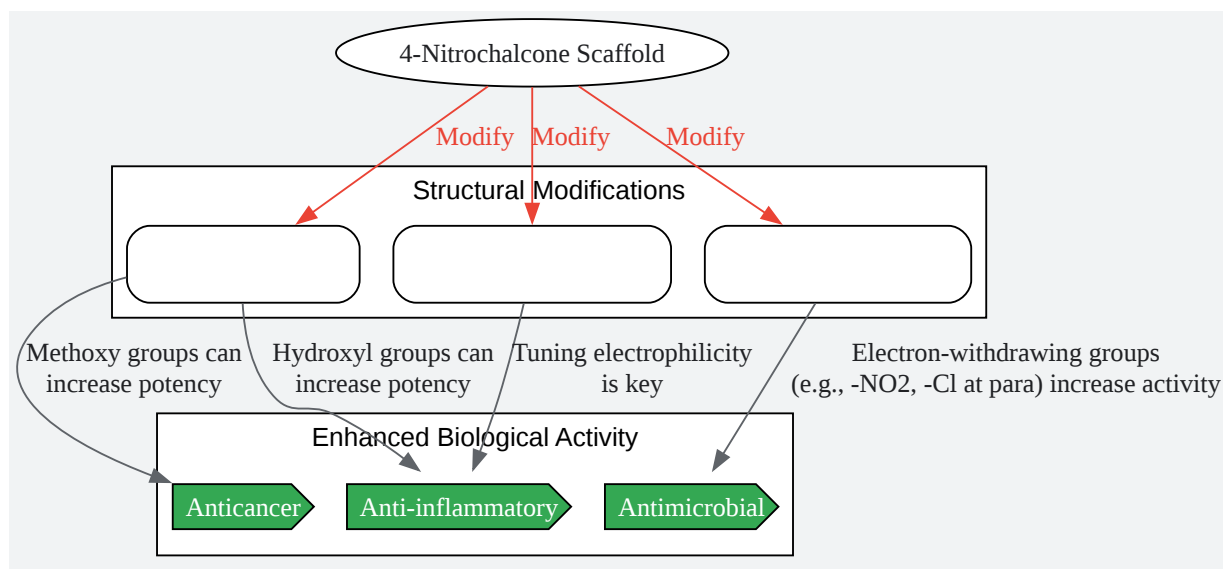 4-Nitrochalcone Scaffold
Modify
Modify
Modify
Structural Modifications
Methoxy groups can
increase potency
Hydroxyl groups can
increase potency
Tuning electrophilicity
is key
Electron-withdrawing groups
(e.g., -NO2, -Cl at para) increase activity
Enhanced Biological Activity
Anticancer
Anti-inflammatory
Antimicrobial